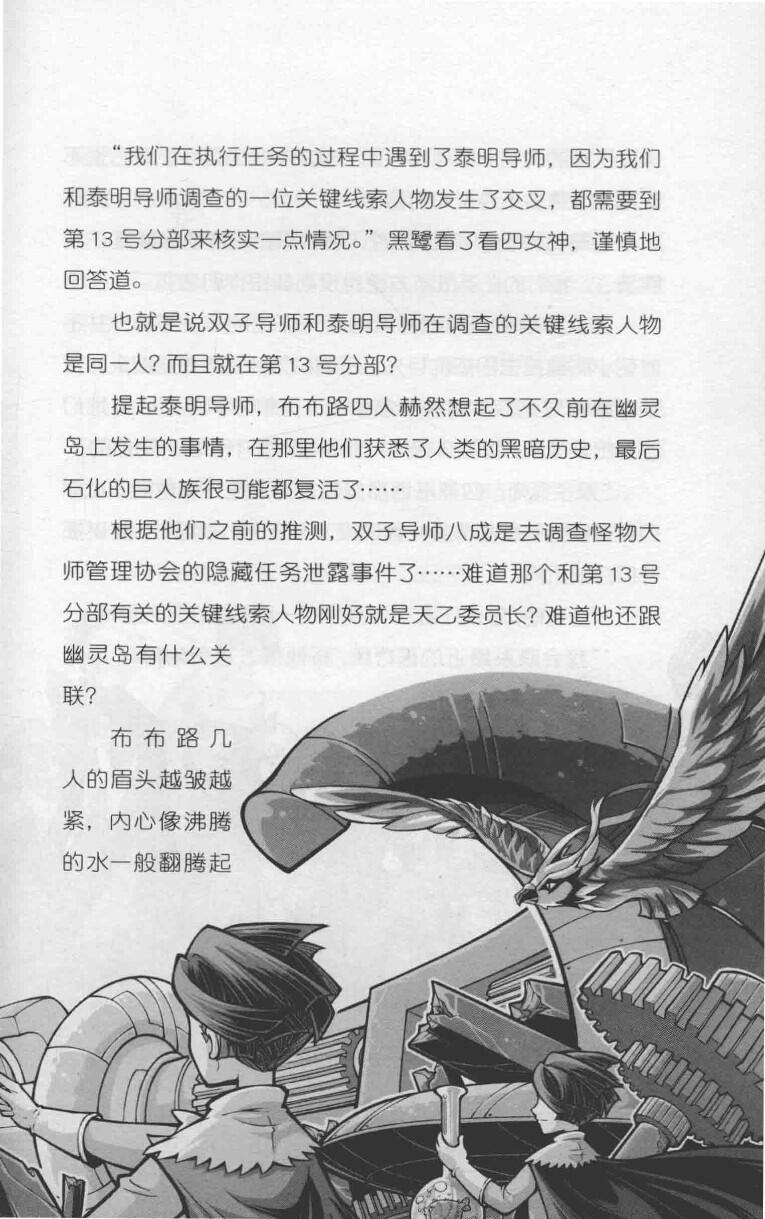 “我们在执行任务的过程中遇到了泰明导师，因为我们
和泰明导师调查的一位关键线索人物发生了交叉，都需要到
第13号分部来核实一点情况。”黑鹭看了看四女神，谨慎地
回答道。
也就是说双子导师和泰明导师在调查的关键线索人物
是同一人？而且就在第13号分部？
提起泰明导师，布布路四人赫然想起了不久前在幽灵
岛上发生的事情，在那里他们获悉了人类的黑暗历史，最后
石化的巨人族很可能都复活了……
根据他们之前的推测，双子导师八成是去调查怪物大
师管理协会的隐藏任务泄露事件了……难道那个和第13号
分部有关的关键线索人物刚好就是天乙委员长？难道他还跟
幽灵岛有什么关
联？
布布路几
人的眉头越皱越
紧，内心像沸腾
的水一般翻腾起